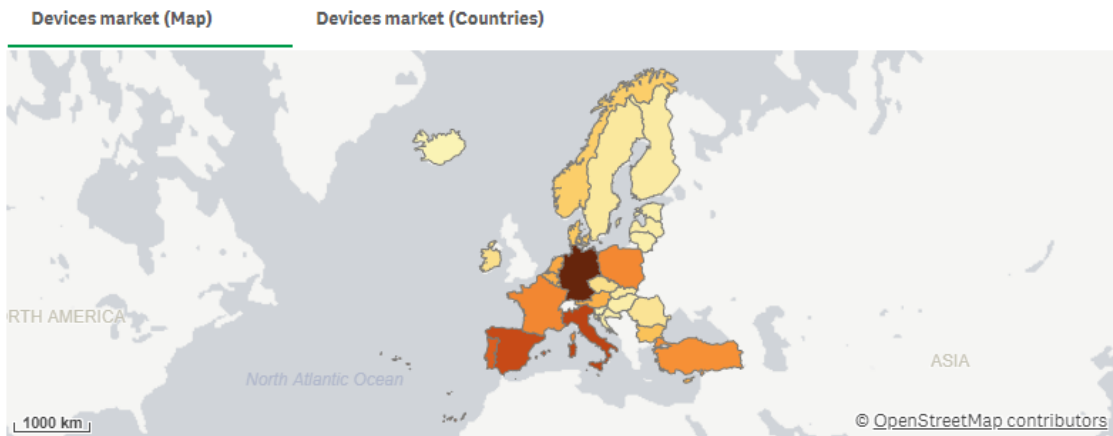 Devices market (Map) Devices market (Countries)
RTH AMERICA
North Atlantic Ocean
ASIA
1000 km
© OpenStreetMap contributors